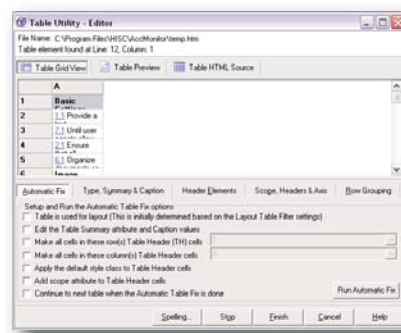 Table Utility - Editor
File Name: C:\Program Files\HISC\AccMonitor\temp.htm
Table element found at Line: 12, Column: 1
Table Grid View Table Preview Table HTML Source
A
1 Basic
2 1.1 Provide a
3 7.1 Until user
4 2.1 Ensure
5 6.1 Organize
6 Image
Automatic Fix Type, Summary & Caption Header Elements Scope, Headers & Axis Row Grouping
Setup and Run the Automatic Table Fix options
Table is used for layout (This is initially determined based on the Layout Table Filter settings)
Edit the Table Summary attribute and Caption values
Make all cells in these row(s) Table Header (TH) cells
Make all cells in these column(s) Table Header cells
Apply the default style class to Table Header cells
Add scope attribute to Table Header cells
Continue to next table when the Automatic Table Fix is done
Run Automatic Fix
Spelling... Stop Finish Cancel Help